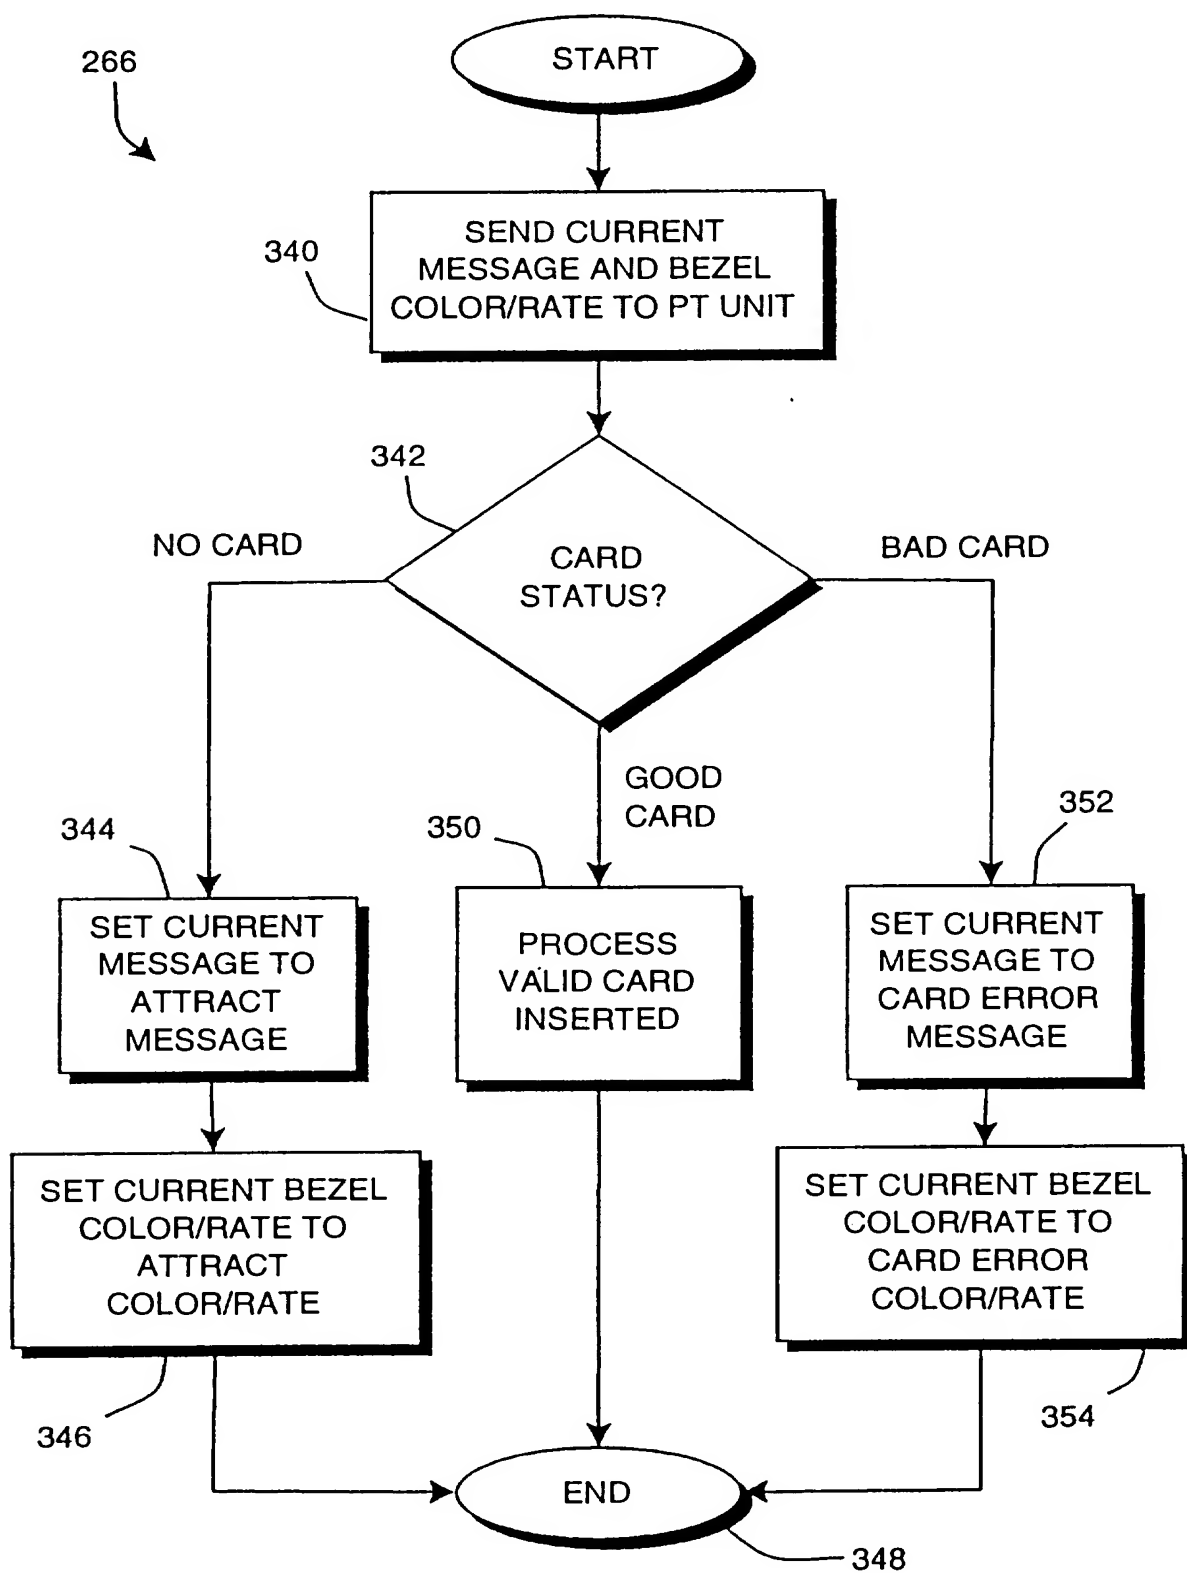 START
266
340
SEND CURRENT
MESSAGE AND BEZEL
COLOR/RATE TO PT UNIT
342
NO CARD
CARD
STATUS?
BAD CARD
GOOD
CARD
344
350
352
SET CURRENT
MESSAGE TO
ATTRACT
MESSAGE
PROCESS
VALID CARD
INSERTED
SET CURRENT
MESSAGE TO
CARD ERROR
MESSAGE
SET CURRENT BEZEL
COLOR/RATE TO
ATTRACT
COLOR/RATE
SET CURRENT BEZEL
COLOR/RATE TO
CARD ERROR
COLOR/RATE
346
354
END
348